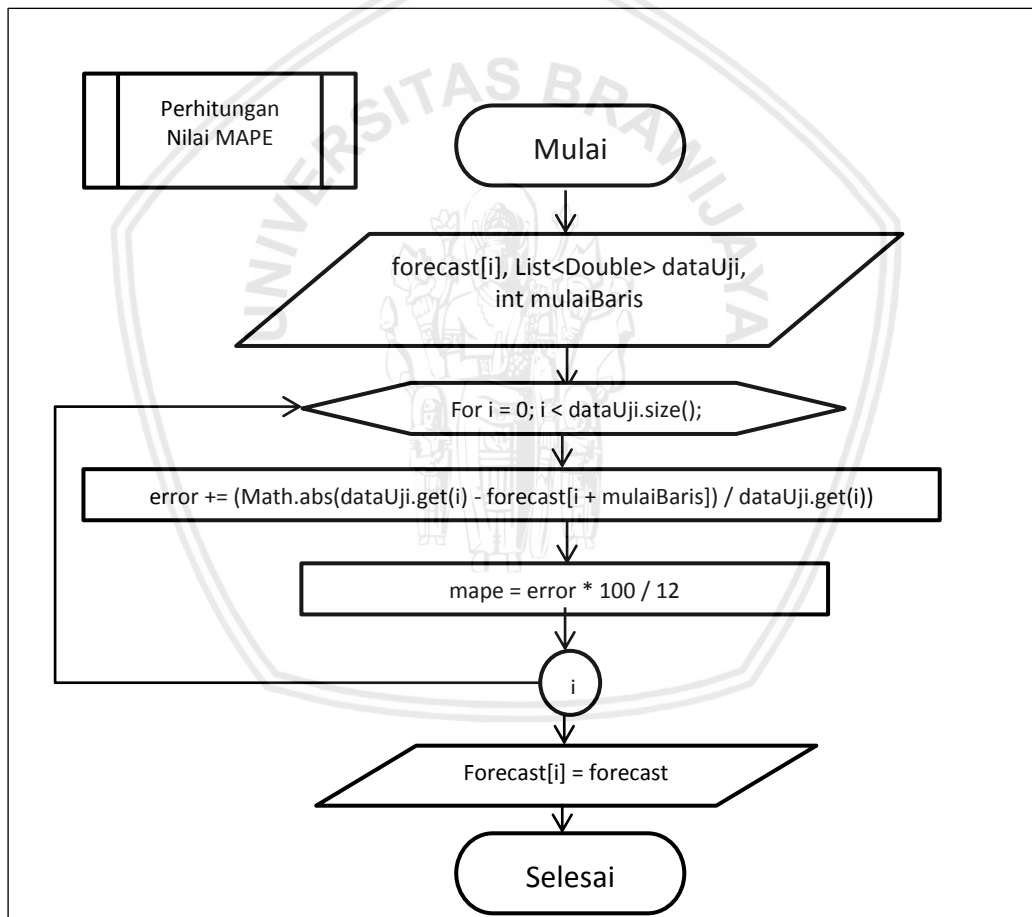 UNIVERSITAS BRAWIJAYA
Perhitungan
Nilai MAPE
Mulai
forecast[i], List<Double> dataUji,
int mulaiBaris
For i = 0; i < dataUji.size();
error += (Math.abs(dataUji.get(i) - forecast[i + mulaiBaris]) / dataUji.get(i))
mape = error * 100 / 12
i
Forecast[i] = forecast
Selesai